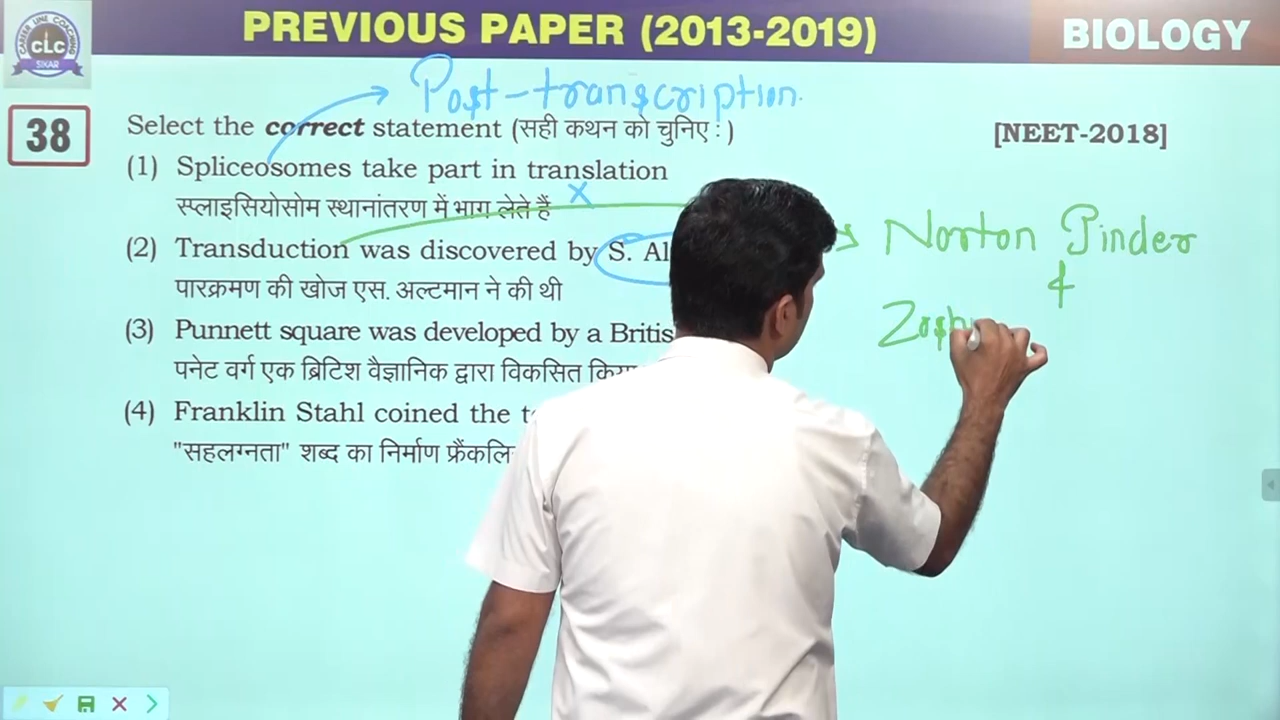 PREVIOUS PAPER (2013-2019)
BIOLOGY
CAREER LINE COACHING
CLC
SIKAR
Post-transcription.
38
Select the correct statement (सही कथन को चुनिए : )
[NEET-2018]
(1) Spliceosomes take part in translation
स्प्लाइसियोसोम स्थानांतरण में भाग लेते हैं
x
(2) Transduction was discovered by S. Al
पारक्रमण की खोज एस. अल्टमान ने की थी
Norton Jinder
&
(3) Punnett square was developed by a Britis
पनेट वर्ग एक ब्रिटिश वैज्ञानिक द्वारा विकसित
(4) Franklin Stahl coined the
"सहलग्नता" शब्द का निर्माण फ्रैंकलि